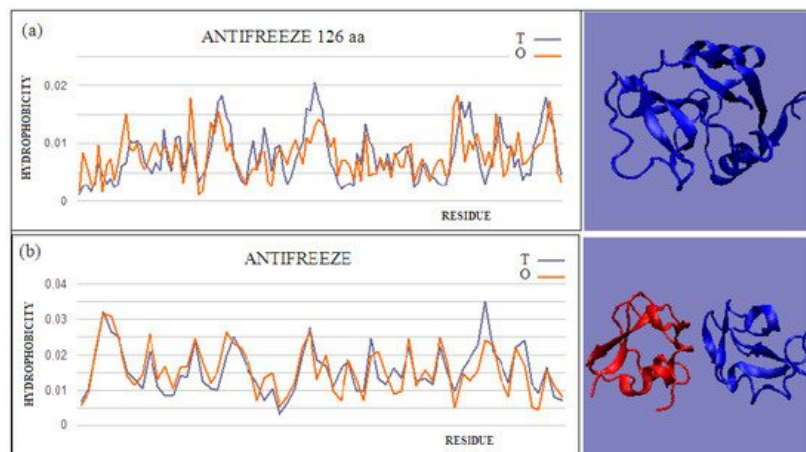 (a)
ANTIFREEZE 126 aa
T
O
HYDROPHOBICITY
0.02
0.01
0
RESIDUE
(b)
ANTIFREEZE
T
O
HYDROPHOBICITY
0.04
0.03
0.02
0.01
0
RESIDUE